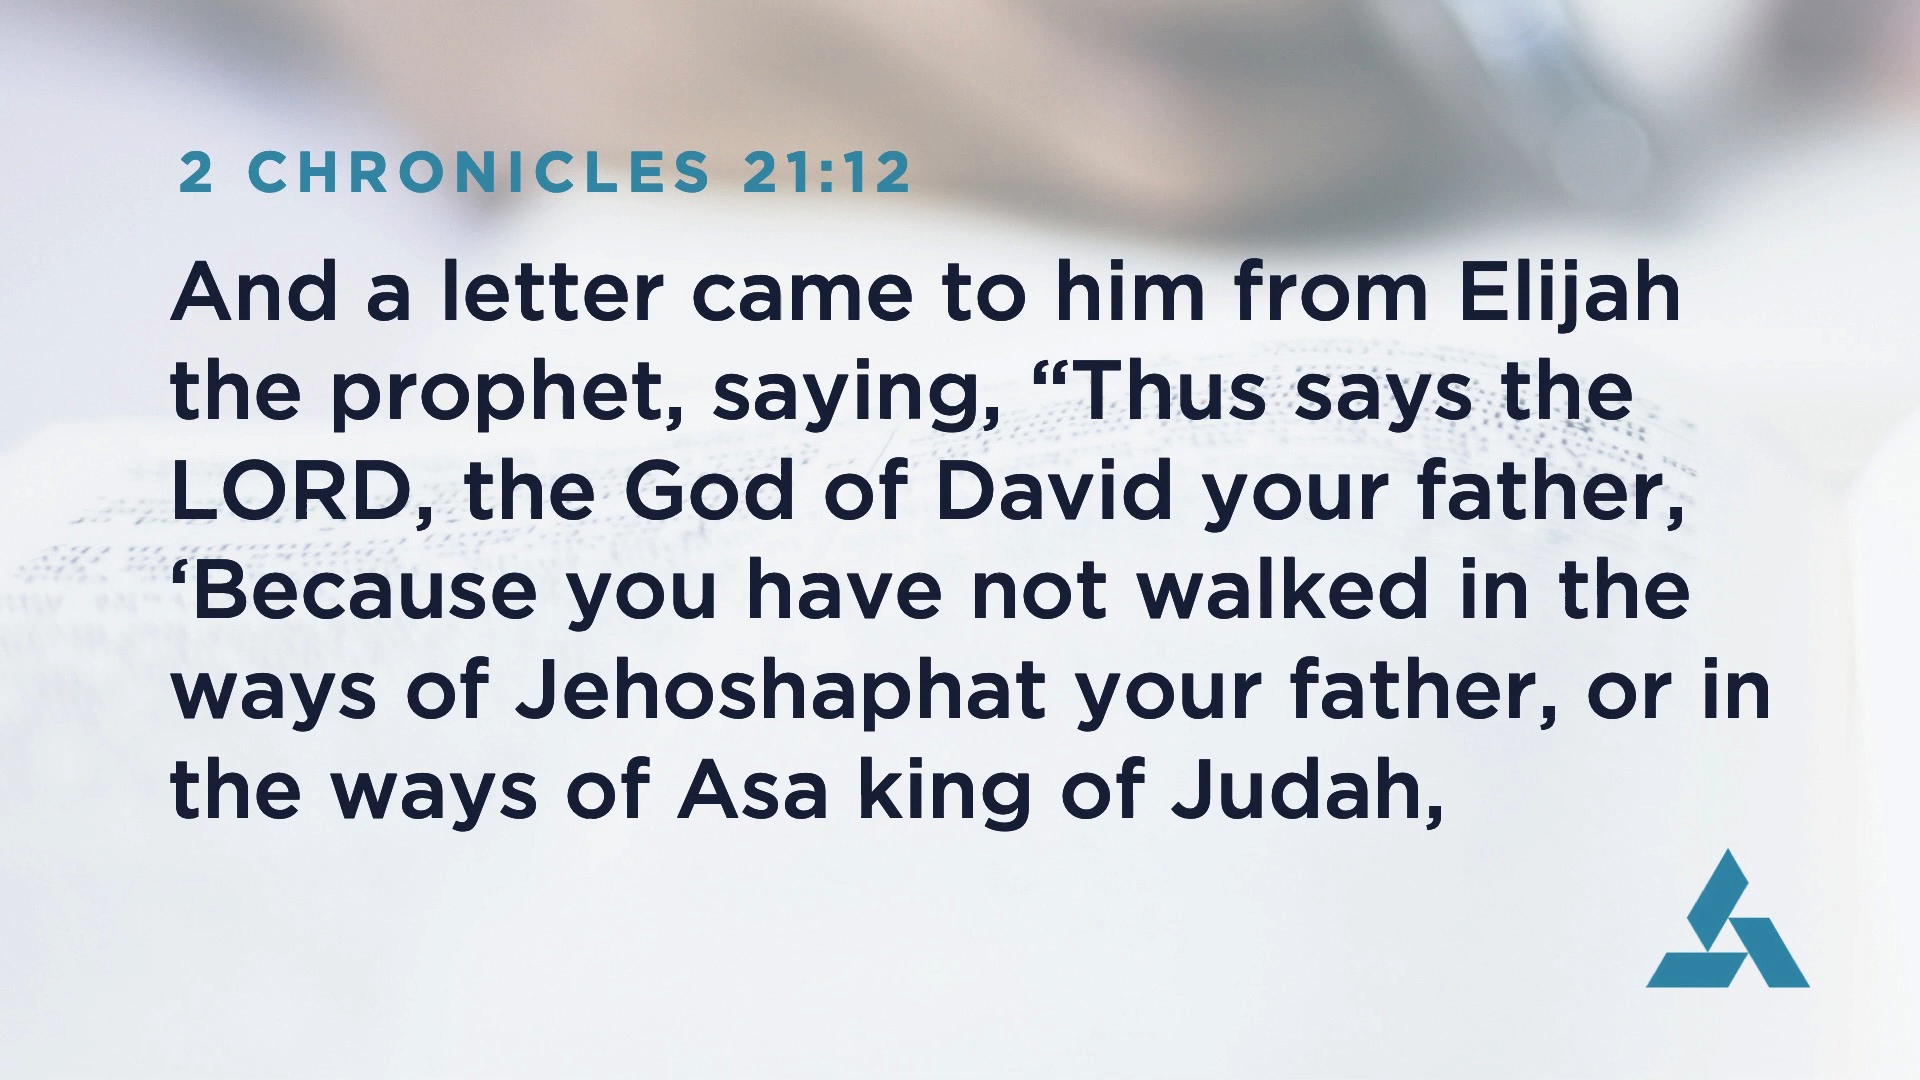 2 CHRONICLES 21:12
And a letter came to him from Elijah
the prophet, saying, “Thus says the
LORD, the God of David your father,
‘Because you have not walked in the
ways of Jehoshaphat your father, or in
the ways of Asa king of Judah,